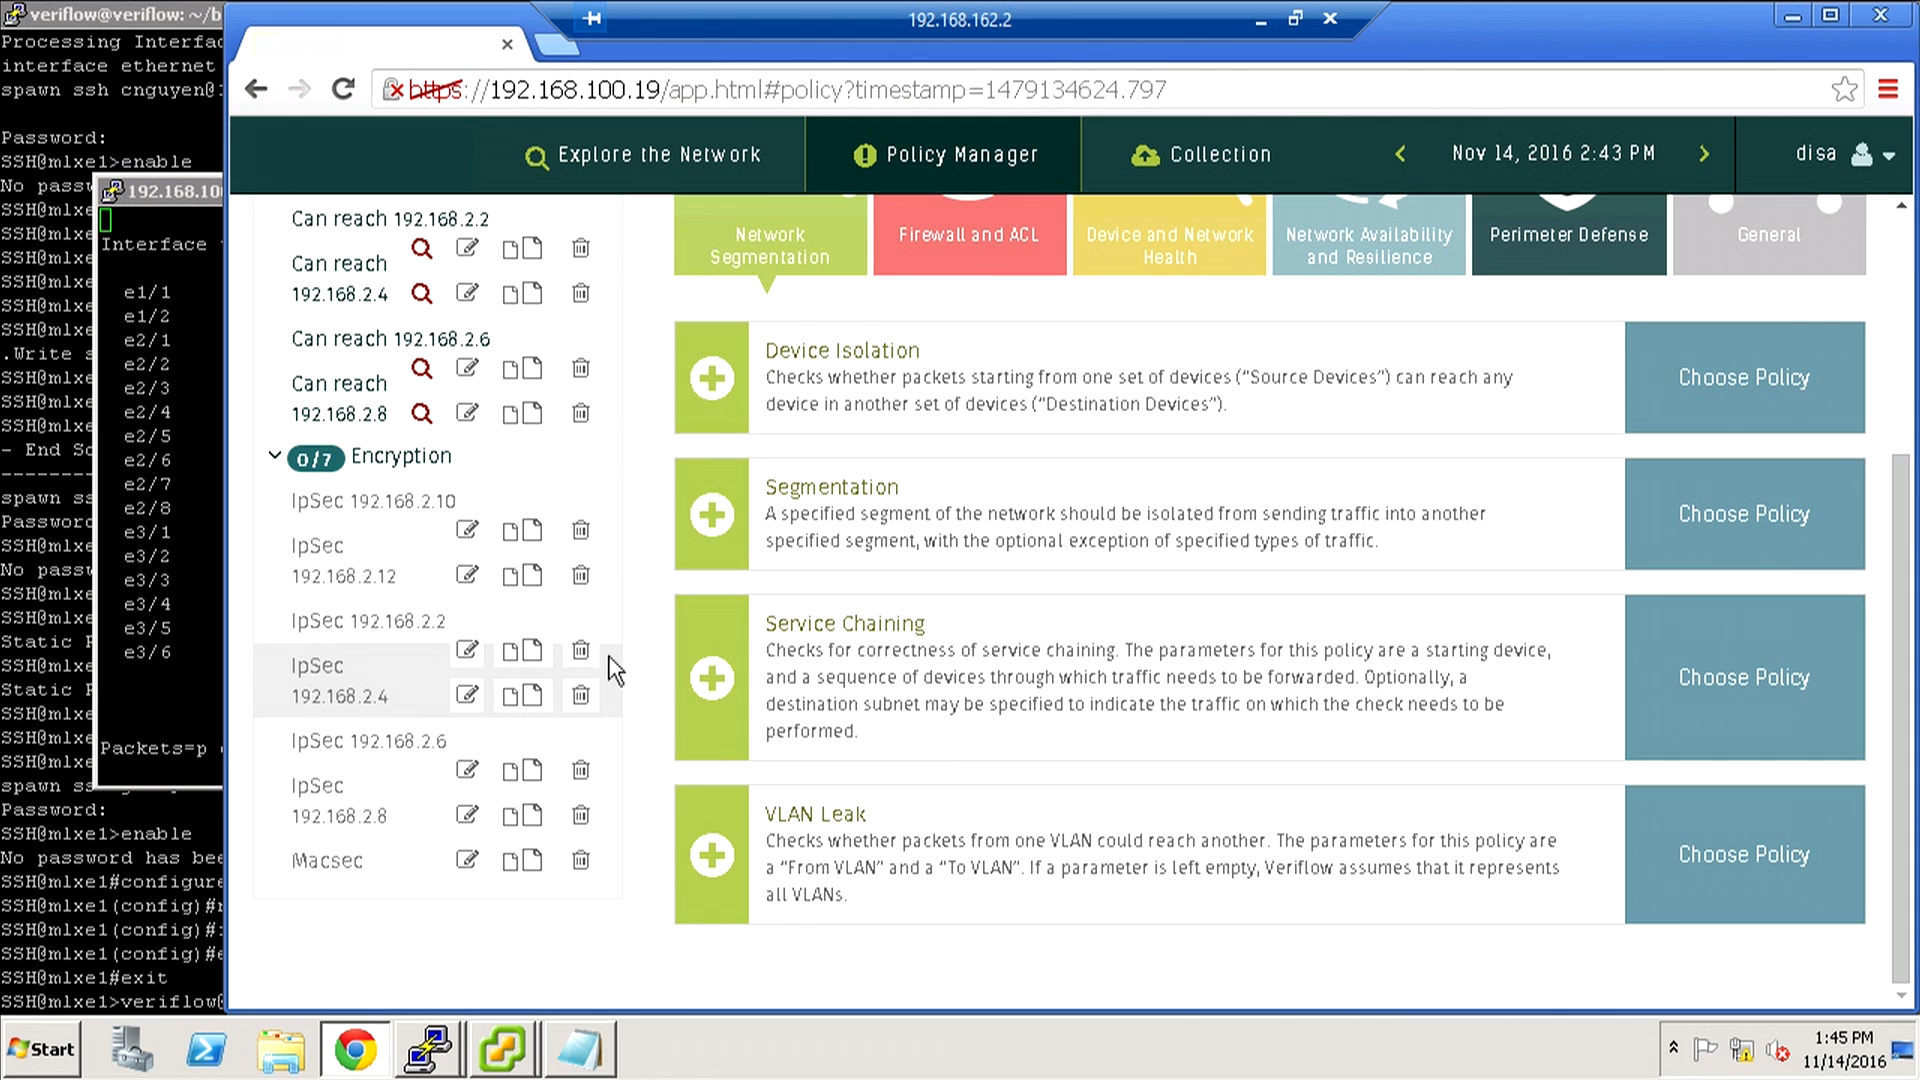 veriflow@veriflow: ~/b
Processing Interfac
interface ethernet
spawn ssh cnguyen@1
Password:
SSH@mlxe1>enable
No passw
SSH@mlxe
SSH@mlxe
SSH@mlxe
SSH@mlxe
SSH@mlxe
SSH@mlxe
.Write s
SSH@mlxe
SSH@mlxe
SSH@mlxe
- End Sc
spawn ss
Password
SSH@mlxe
No passw
SSH@mlxe
SSH@mlxe
Static R
SSH@mlxe
Static R
SSH@mlxe
SSH@mlxe
SSH@mlxe
spawn ss
Password:
SSH@mlxe1>enable
No password has bee
SSH@mlxe1#configure
SSH@mlxe1(config)#r
SSH@mlxe1(config)#i
SSH@mlxe1(config)#e
SSH@mlxe1#exit
SSH@mlxe1>veriflow@
192.168.10
Interface
e1/1
e1/2
e2/1
e2/2
e2/3
e2/4
e2/5
e2/6
e2/7
e2/8
e3/1
e3/2
e3/3
e3/4
e3/5
e3/6
Packets=p
192.168.162.2
https://192.168.100.19/app.html#policy?timestamp=1479134624.797
Explore the Network
Policy Manager
Collection
Nov 14, 2016 2:43 PM
disa
Can reach 192.168.2.2
Can reach
192.168.2.4
Can reach 192.168.2.6
Can reach
192.168.2.8
0/7 Encryption
IpSec 192.168.2.10
IpSec
192.168.2.12
IpSec 192.168.2.2
IpSec
192.168.2.4
IpSec 192.168.2.6
IpSec
192.168.2.8
Macsec
Network
Segmentation
Firewall and ACL
Device and Network
Health
Network Availability
and Resilience
Perimeter Defense
General
Device Isolation
Checks whether packets starting from one set of devices (“Source Devices”) can reach any
device in another set of devices (“Destination Devices”).
Choose Policy
Segmentation
A specified segment of the network should be isolated from sending traffic into another
specified segment, with the optional exception of specified types of traffic.
Choose Policy
Service Chaining
Checks for correctness of service chaining. The parameters for this policy are a starting device,
and a sequence of devices through which traffic needs to be forwarded. Optionally, a
destination subnet may be specified to indicate the traffic on which the check needs to be
performed.
Choose Policy
VLAN Leak
Checks whether packets from one VLAN could reach another. The parameters for this policy are
a “From VLAN” and a “To VLAN”. If a parameter is left empty, Veriflow assumes that it represents
all VLANs.
Choose Policy
Start
1:45 PM
11/14/2016